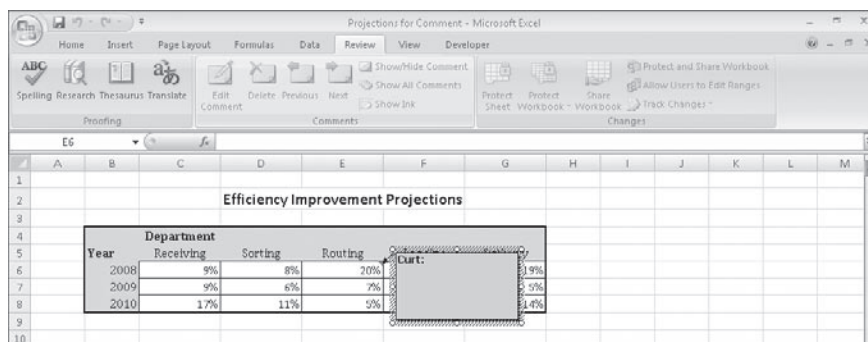 Projections for Comment - Microsoft Excel
Home Insert Page Layout Formulas Data Review View Developer
ABC Show/Hide Comment Protect and Share Workbook
Show All Comments Allow Users to Edit Ranges
Spelling Research Thesaurus Translate Edit Comment Delete Previous Next Show Ink Protect Sheet Protect Workbook Share Workbook Track Changes
Proofing Comments Changes
E6 fx
A B C D E F G H I J K L M
1
2 Efficiency Improvement Projections
3
4 Department
5 Year Receiving Sorting Routing Curt:
6 2008 9% 8% 20% 19%
7 2009 9% 6% 7% 5%
8 2010 17% 11% 5% 14%
9
10